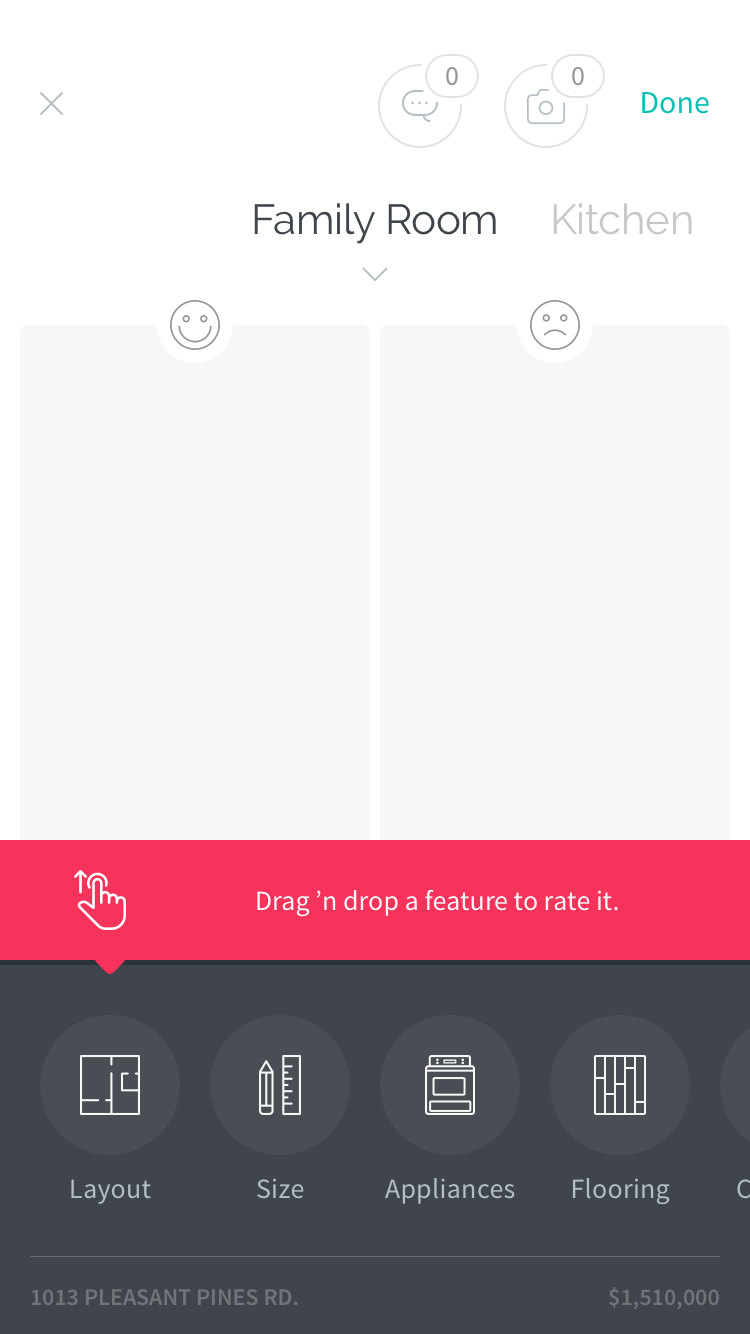 0
0
Done
Family Room
Kitchen
Drag ’n drop a feature to rate it.
Layout
Size
Appliances
Flooring
1013 PLEASANT PINES RD.
$1,510,000